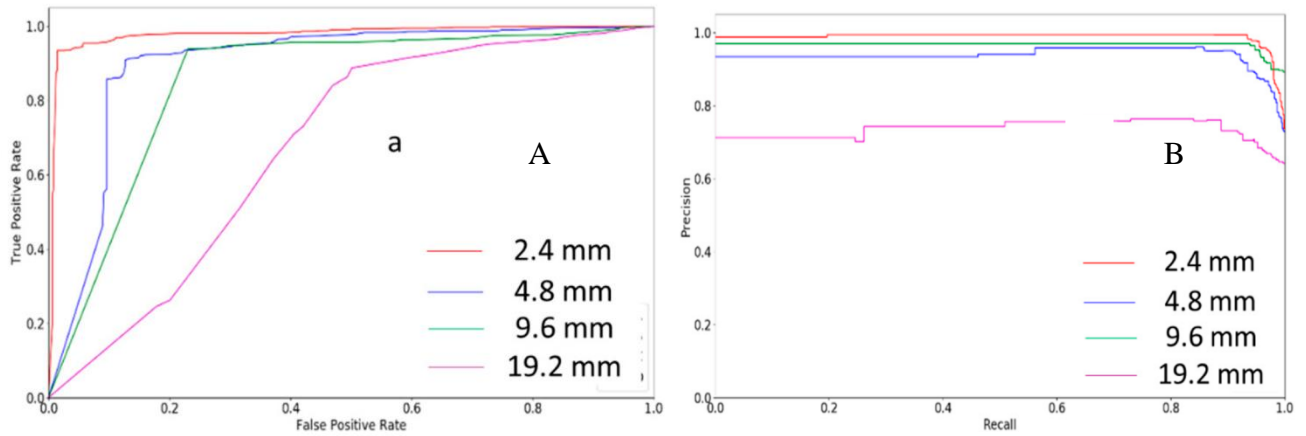 1.0
0.8
0.6
0.4
0.2
0.0
True Positive Rate
a
A
2.4 mm
4.8 mm
9.6 mm
19.2 mm
0.0 0.2 0.4 0.6 0.8 1.0
False Positive Rate
1.0
0.8
0.6
0.4
0.2
0.0
Precision
B
2.4 mm
4.8 mm
9.6 mm
19.2 mm
0.0 0.2 0.4 0.6 0.8 1.0
Recall